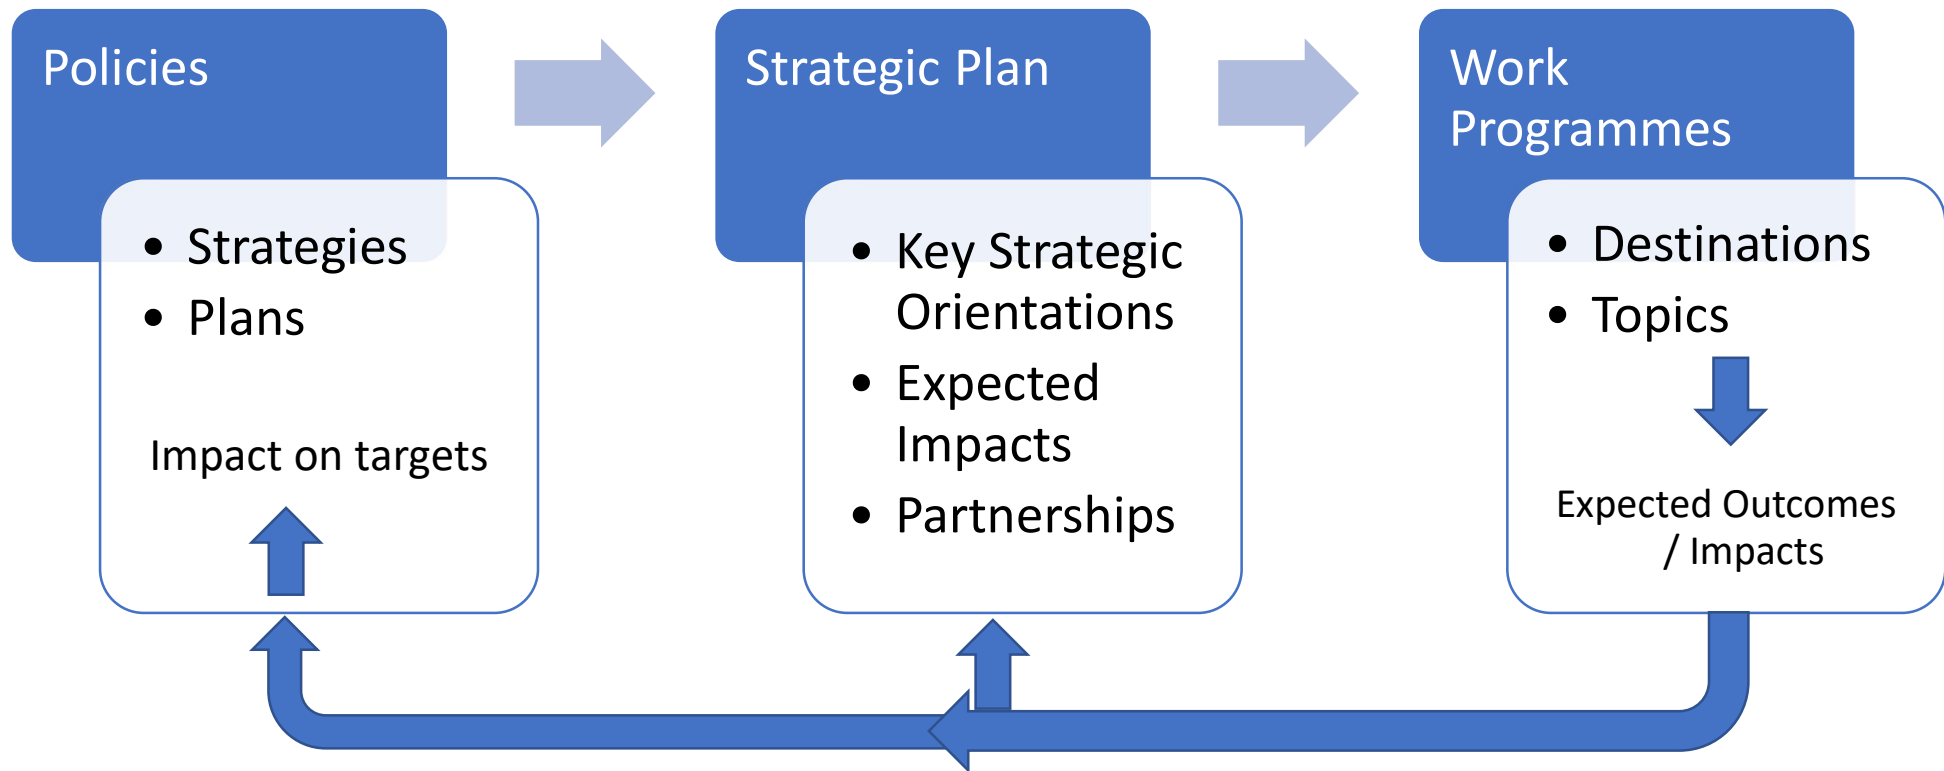 Policies
• Strategies
• Plans
Impact on targets
Strategic Plan
• Key Strategic
Orientations
• Expected
Impacts
• Partnerships
Work
Programmes
• Destinations
• Topics
Expected Outcomes
/ Impacts